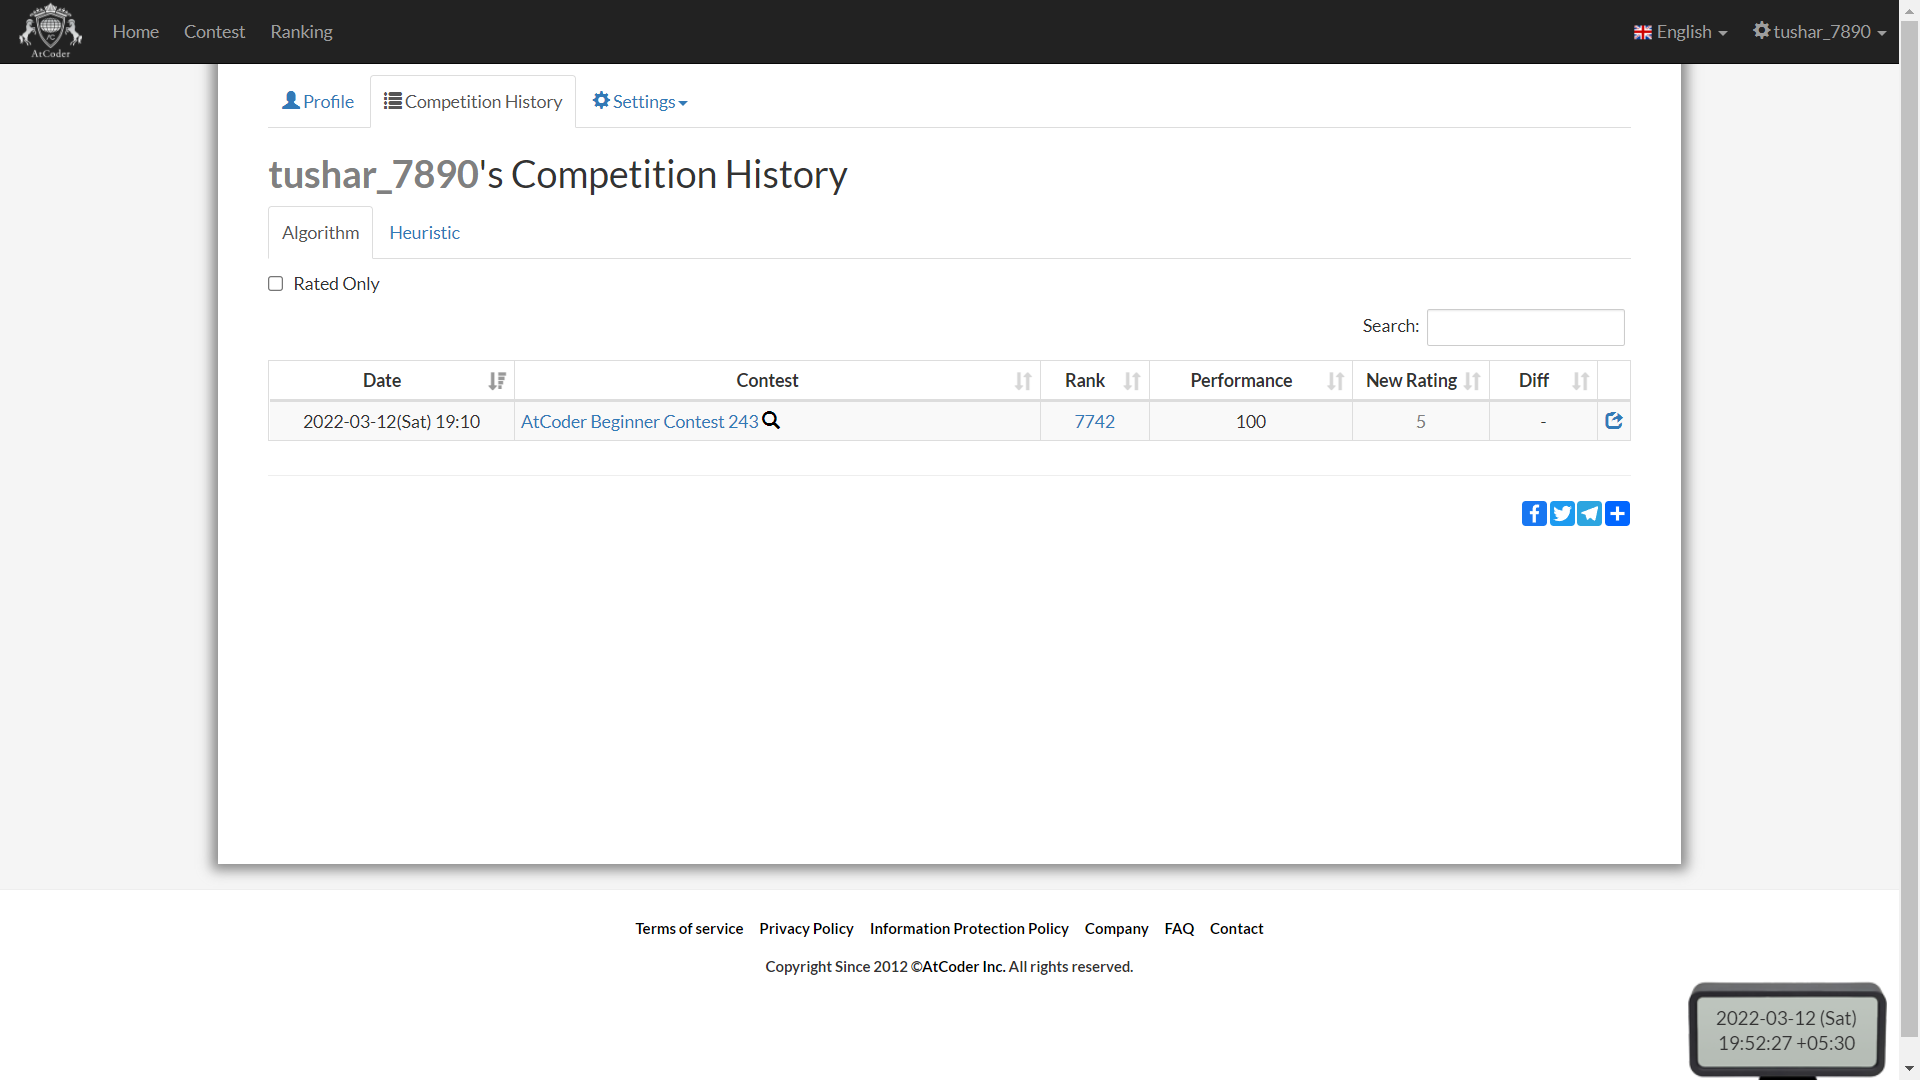 AtCoder
Home Contest Ranking English tushar_7890
Profile Competition History Settings
tushar_7890's Competition History
Algorithm Heuristic
Rated Only
Search:
Date Contest Rank Performance New Rating Diff
2022-03-12(Sat) 19:10 AtCoder Beginner Contest 243 7742 100 5 -
Terms of service Privacy Policy Information Protection Policy Company FAQ Contact
Copyright Since 2012 ©AtCoder Inc. All rights reserved.
2022-03-12 (Sat)
19:52:27 +05:30